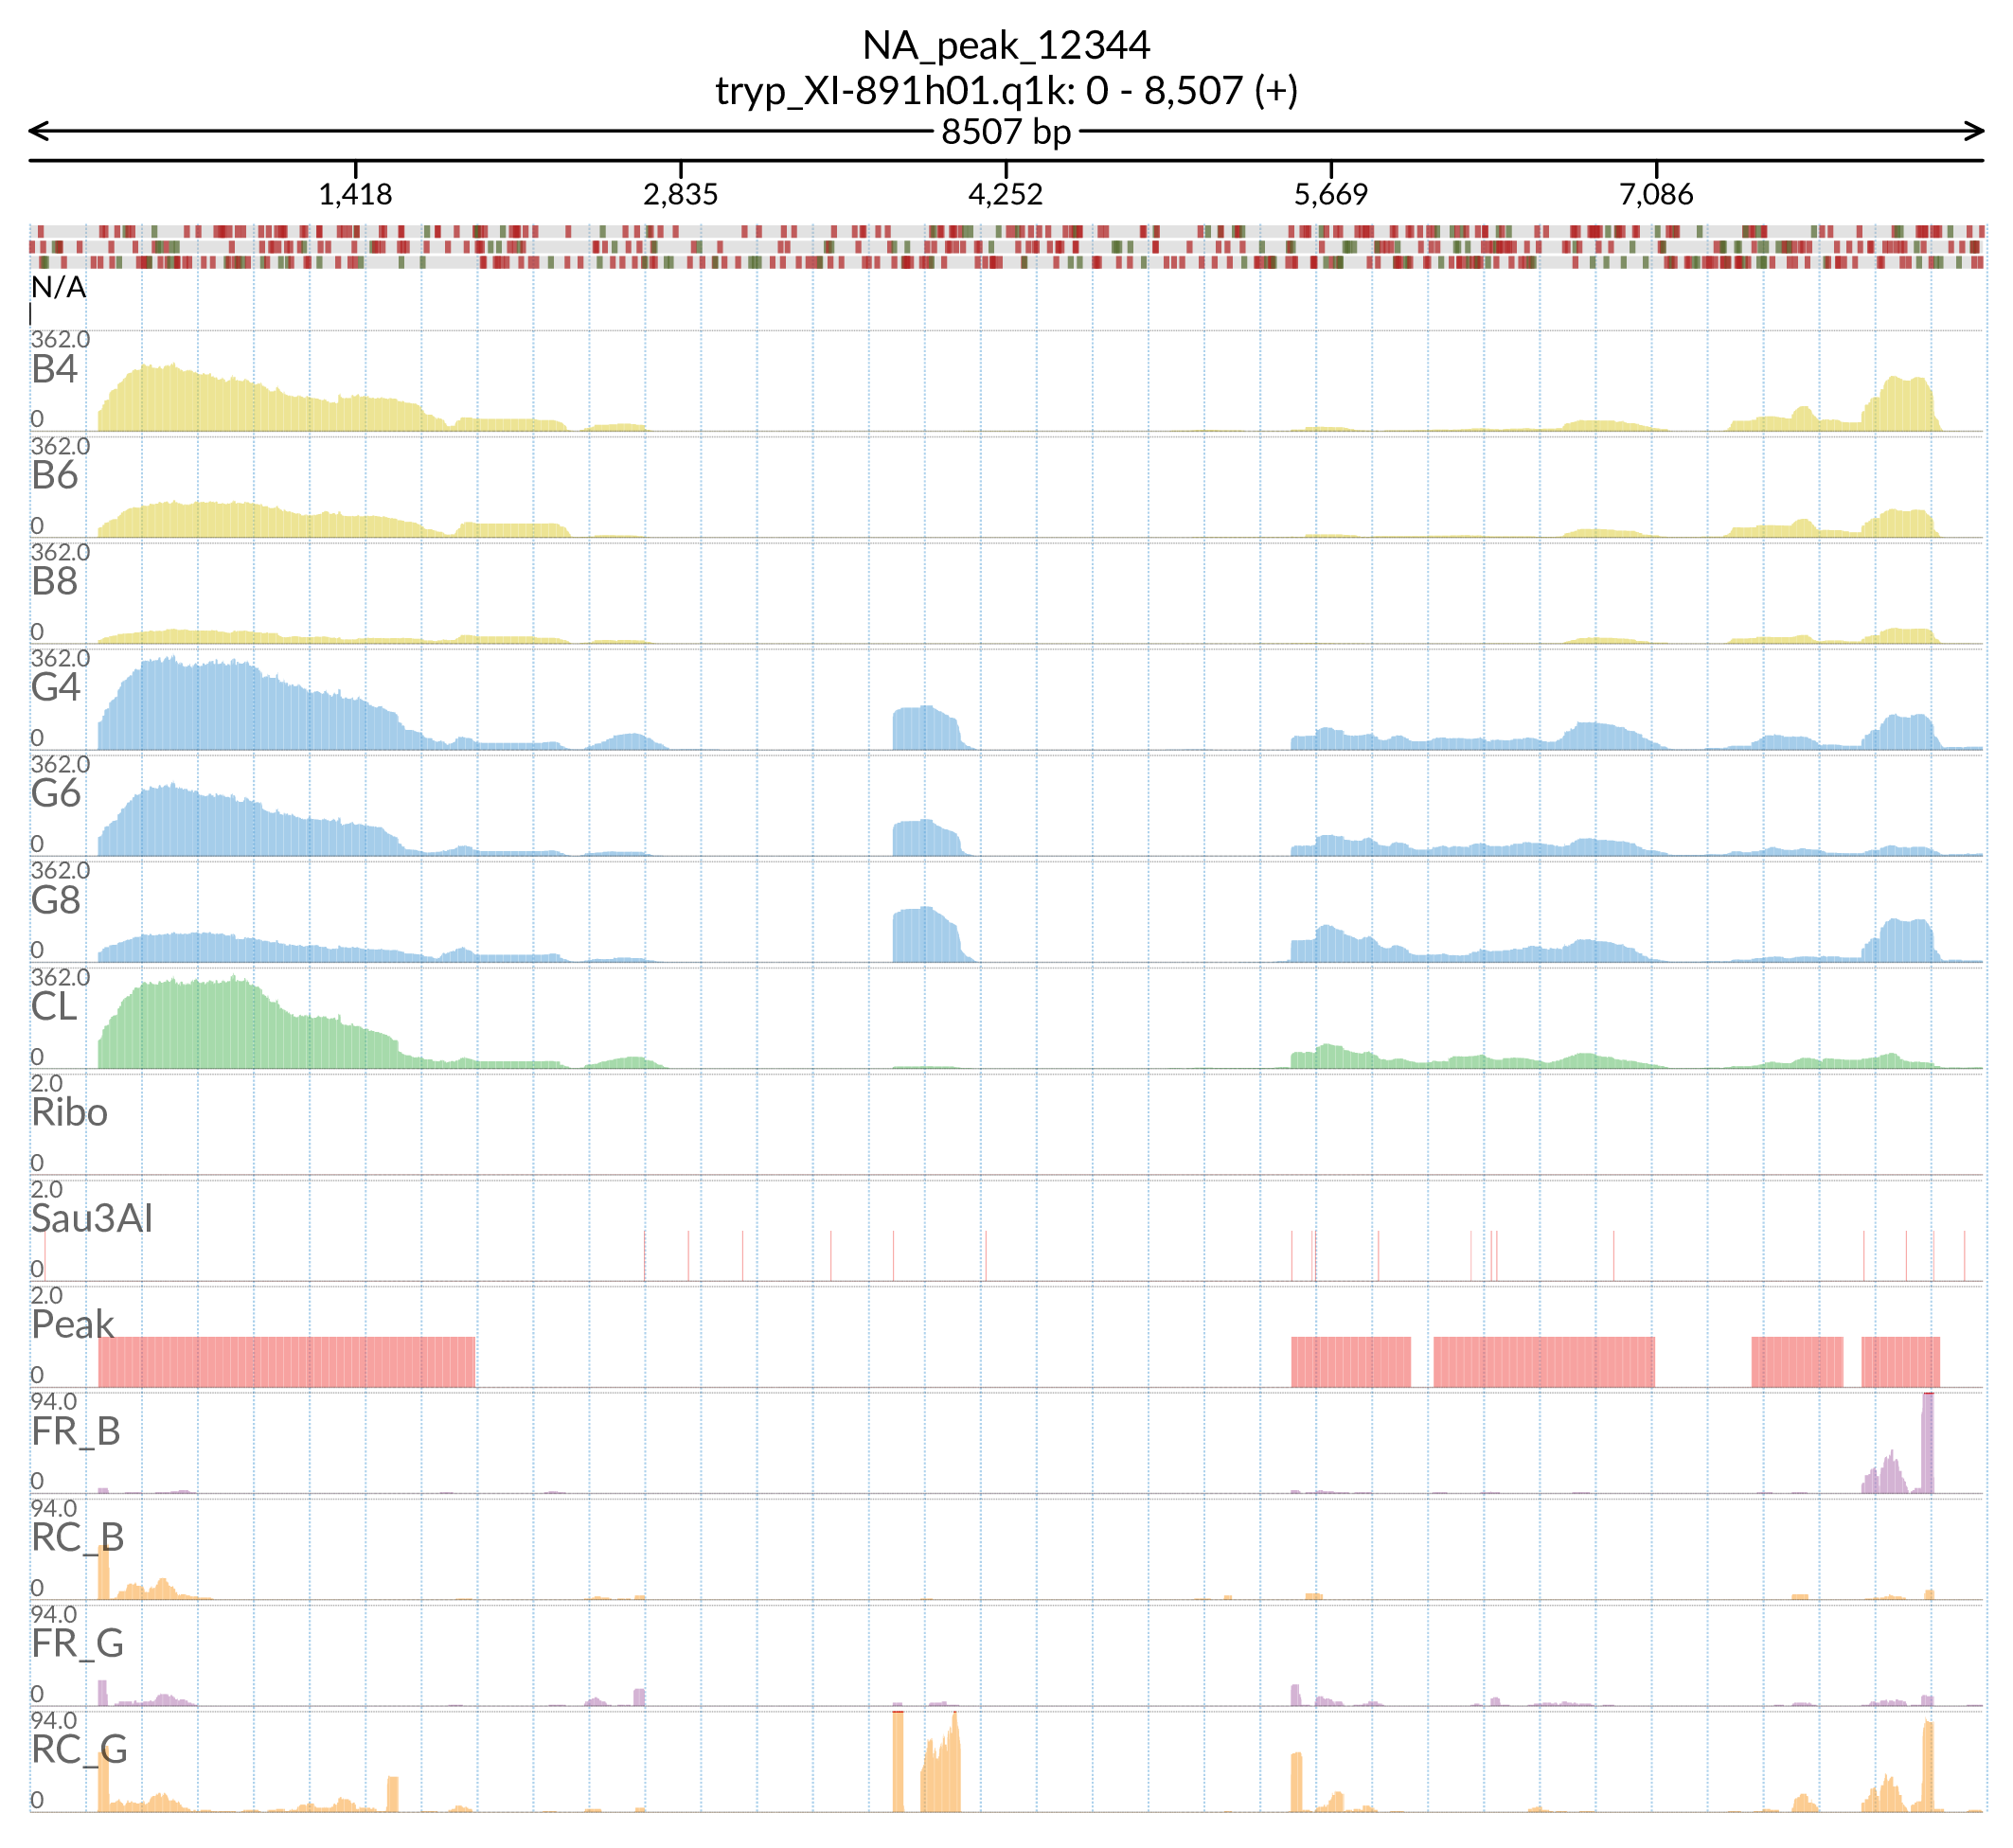 NA_peak_12344
tryp_XI-891h01.q1k: 0 - 8,507 (+)
8507 bp
1,418 2,835 4,252 5,669 7,086
N/A
362.0
B4
0
362.0
B6
0
362.0
B8
0
362.0
G4
0
362.0
G6
0
362.0
G8
0
362.0
CL
0
2.0
Ribo
0
2.0
Sau3AI
0
2.0
Peak
0
94.0
FR_B
0
94.0
RC_B
0
94.0
FR_G
0
94.0
RC_G
0